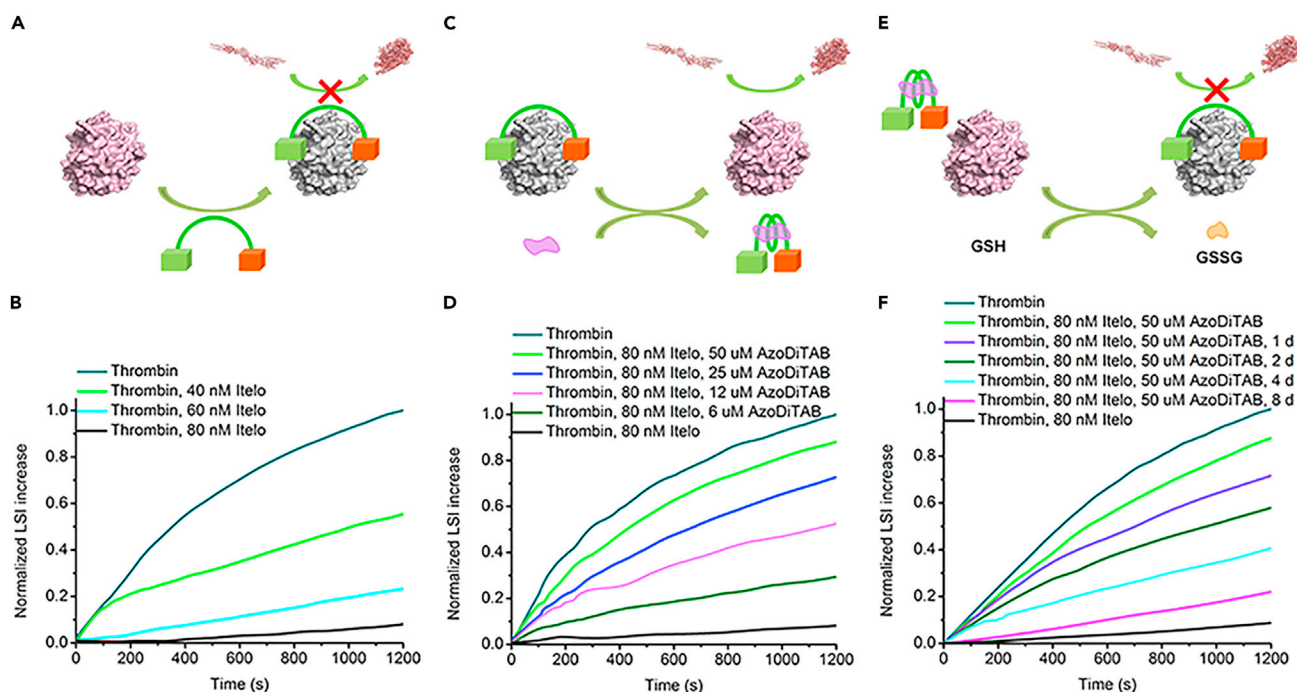 A
C
E
GSH
GSSG
B
Thrombin
Thrombin, 40 nM Itelo
Thrombin, 60 nM Itelo
Thrombin, 80 nM Itelo
Normalized LSI increase
1.0
0.8
0.6
0.4
0.2
0.0
0 200 400 600 800 1000 1200
Time (s)
D
Thrombin
Thrombin, 80 nM Itelo, 50 uM AzoDiTAB
Thrombin, 80 nM Itelo, 25 uM AzoDiTAB
Thrombin, 80 nM Itelo, 12 uM AzoDiTAB
Thrombin, 80 nM Itelo, 6 uM AzoDiTAB
Thrombin, 80 nM Itelo
Normalized LSI increase
1.0
0.8
0.6
0.4
0.2
0.0
0 200 400 600 800 1000 1200
Time (s)
F
Thrombin
Thrombin, 80 nM Itelo, 50 uM AzoDiTAB
Thrombin, 80 nM Itelo, 50 uM AzoDiTAB, 1 d
Thrombin, 80 nM Itelo, 50 uM AzoDiTAB, 2 d
Thrombin, 80 nM Itelo, 50 uM AzoDiTAB, 4 d
Thrombin, 80 nM Itelo, 50 uM AzoDiTAB, 8 d
Thrombin, 80 nM Itelo
Normalized LSI increase
1.0
0.8
0.6
0.4
0.2
0.0
0 200 400 600 800 1000 1200
Time (s)